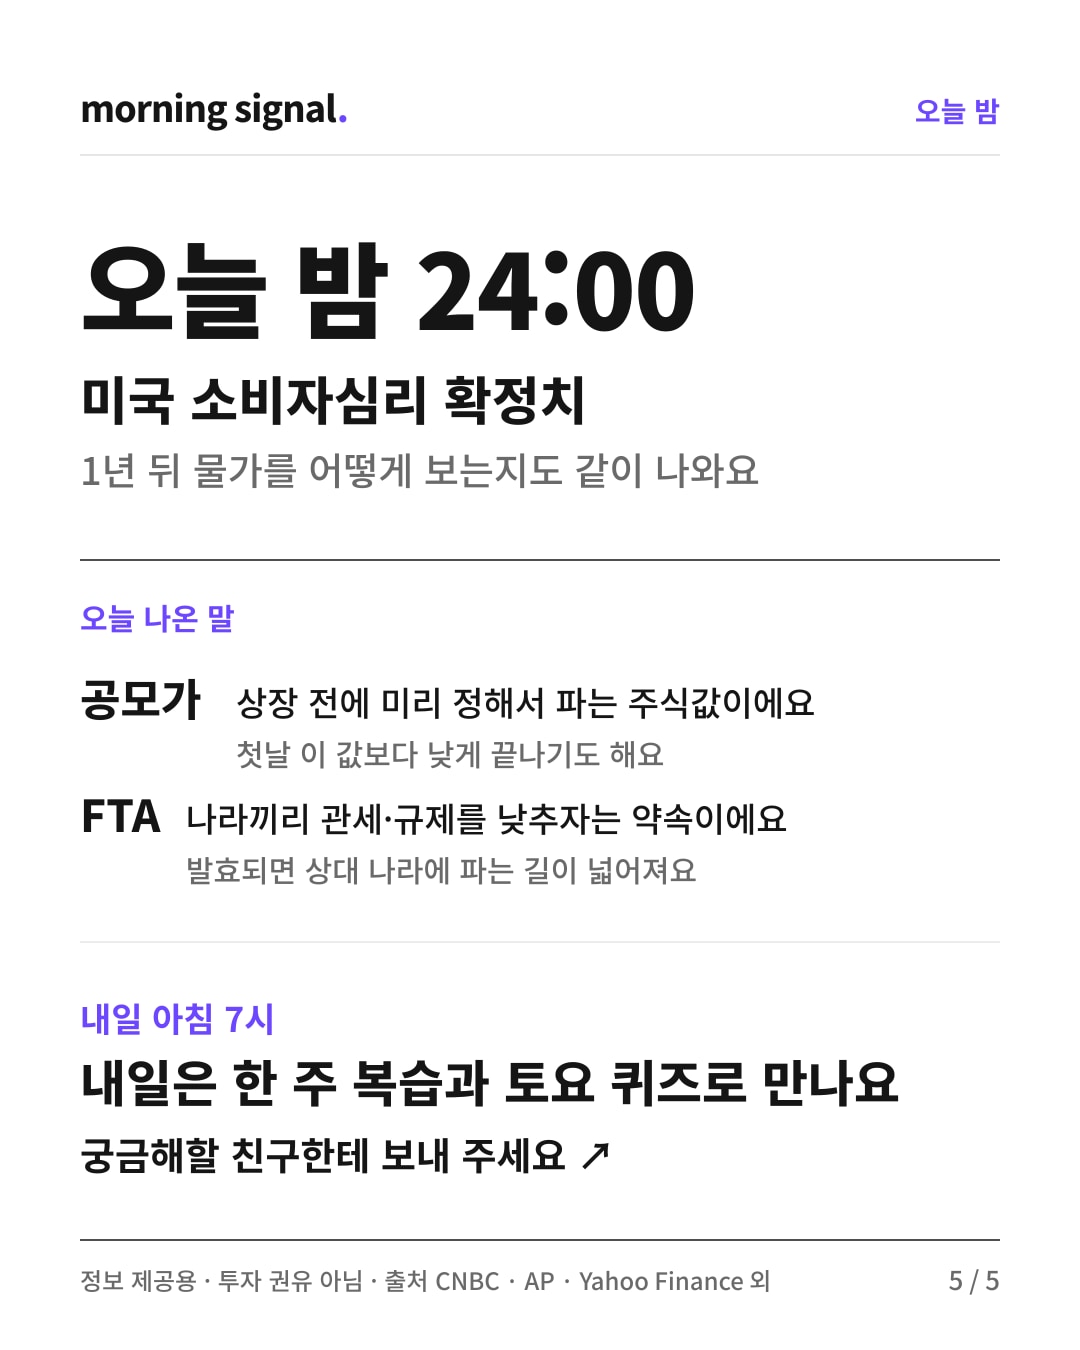 morning signal.
오늘 밤
오늘 밤 24:00
미국 소비자심리 확정치
1년 뒤 물가를 어떻게 보는지도 같이 나와요
오늘 나온 말
공모가 상장 전에 미리 정해서 파는 주식값이에요
첫날 이 값보다 낮게 끝나기도 해요
FTA 나라끼리 관세·규제를 낮추자는 약속이에요
발효되면 상대 나라에 파는 길이 넓어져요
내일 아침 7시
내일은 한 주 복습과 토요 퀴즈로 만나요
궁금해할 친구한테 보내 주세요 ↗
정보 제공용 · 투자 권유 아님 · 출처 CNBC · AP · Yahoo Finance 외
5 / 5